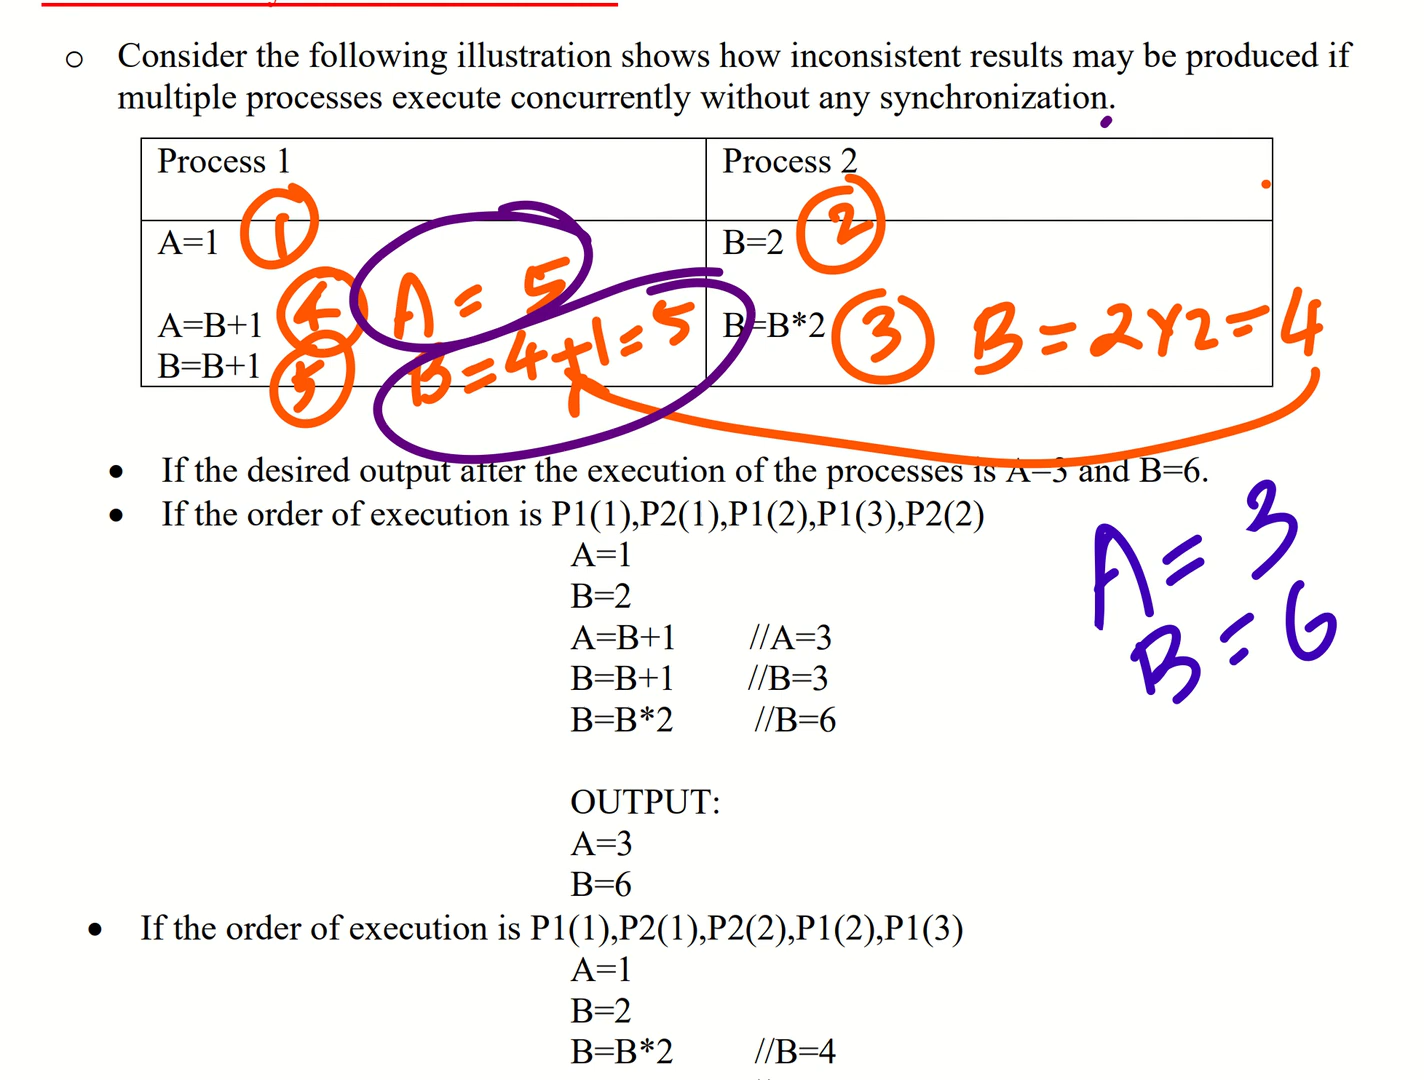 o Consider the following illustration shows how inconsistent results may be produced if
multiple processes execute concurrently without any synchronization.
Process 1
Process 2
A=1 1
B=2 2
A=B+1 4 A = 5
B=B*2 3 B=2×2=4
B=B+1 5 B=4+1=5
• If the desired output after the execution of the processes is A=3 and B=6.
• If the order of execution is P1(1),P2(1),P1(2),P1(3),P2(2)
A=1
B=2
A=B+1 //A=3
B=B+1 //B=3
B=B*2 //B=6
A= 3
B= 6
OUTPUT:
A=3
B=6
• If the order of execution is P1(1),P2(1),P2(2),P1(2),P1(3)
A=1
B=2
B=B*2 //B=4